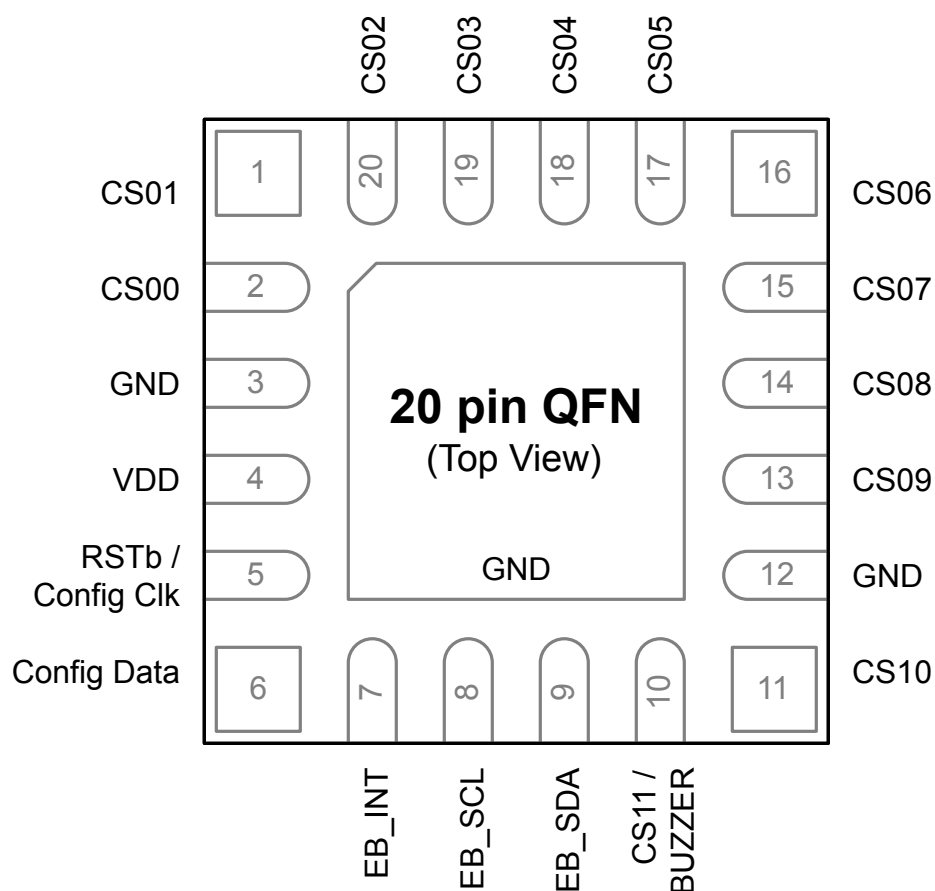 CS02
CS03
CS04
CS05
CS01
CS00
GND
VDD
RSTb /
Config Clk
Config Data
1
2
3
4
5
6
20
19
18
17
16
15
14
13
12
11
7
8
9
10
20 pin QFN
(Top View)
GND
CS06
CS07
CS08
CS09
GND
CS10
EB_INT
EB_SCL
EB_SDA
CS11 /
BUZZER